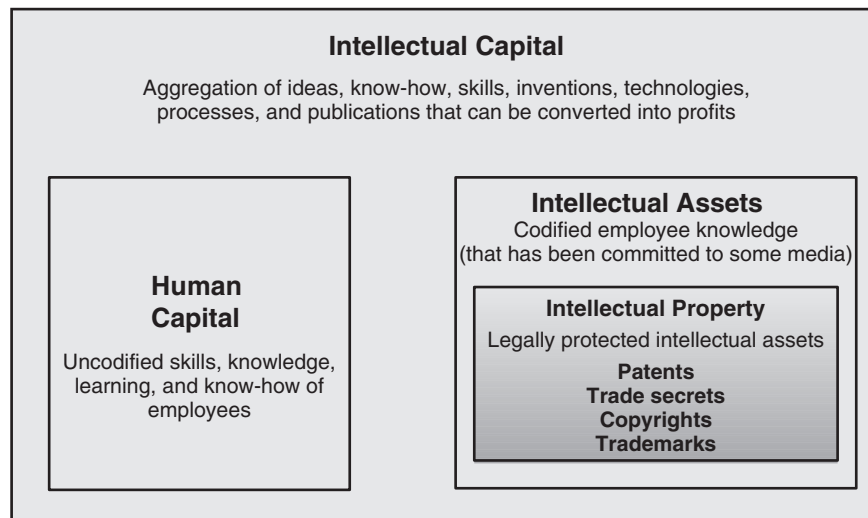 Intellectual Capital
Aggregation of ideas, know-how, skills, inventions, technologies,
processes, and publications that can be converted into profits
Human
Capital
Uncodified skills, knowledge,
learning, and know-how of
employees
Intellectual Assets
Codified employee knowledge
(that has been committed to some media)
Intellectual Property
Legally protected intellectual assets
Patents
Trade secrets
Copyrights
Trademarks